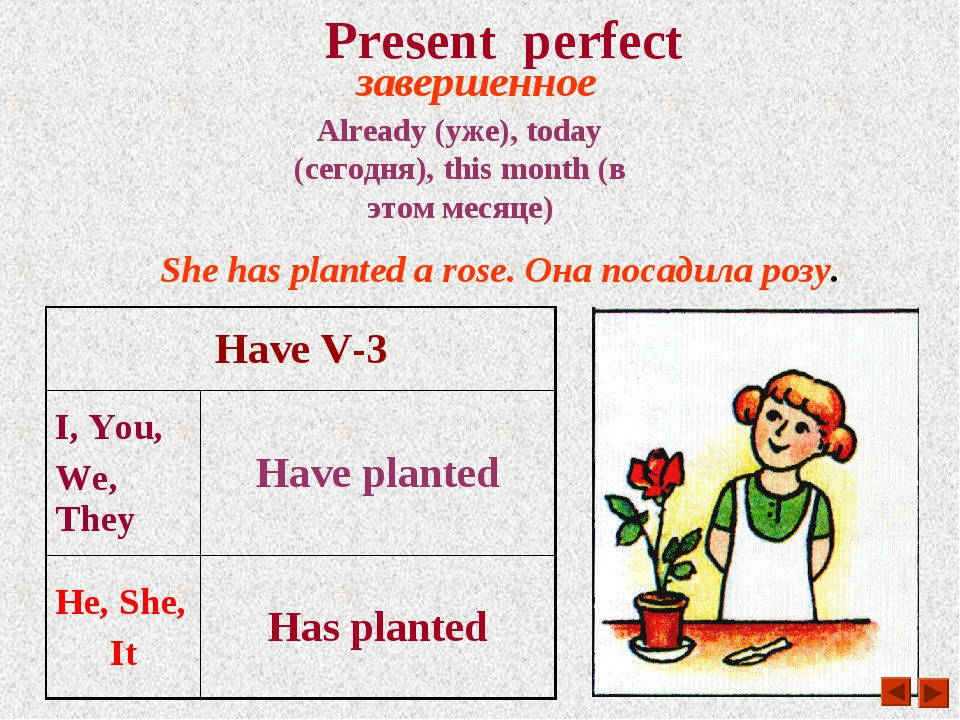 Present perfect
завершенное
Already (уже), today
(сегодня), this month (в
этом месяце)
She has planted a rose. Она посадила розу.
Have V-3
I, You,
We,
They
Have planted
He, She,
It
Has planted